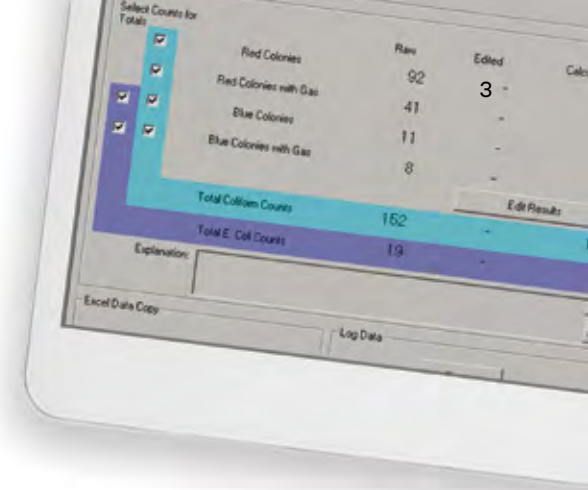 Select Counts for
Totals
Raw Edited Calc
Red Colonies 92 3 -
Red Colonies with Gas 41 -
Blue Colonies 11 -
Blue Colonies with Gas 8 -
Edit Results
Total Coliform Counts 152 -
Total E. Coli Counts 19 -
Explanation:
Excel Data Copy
Log Data